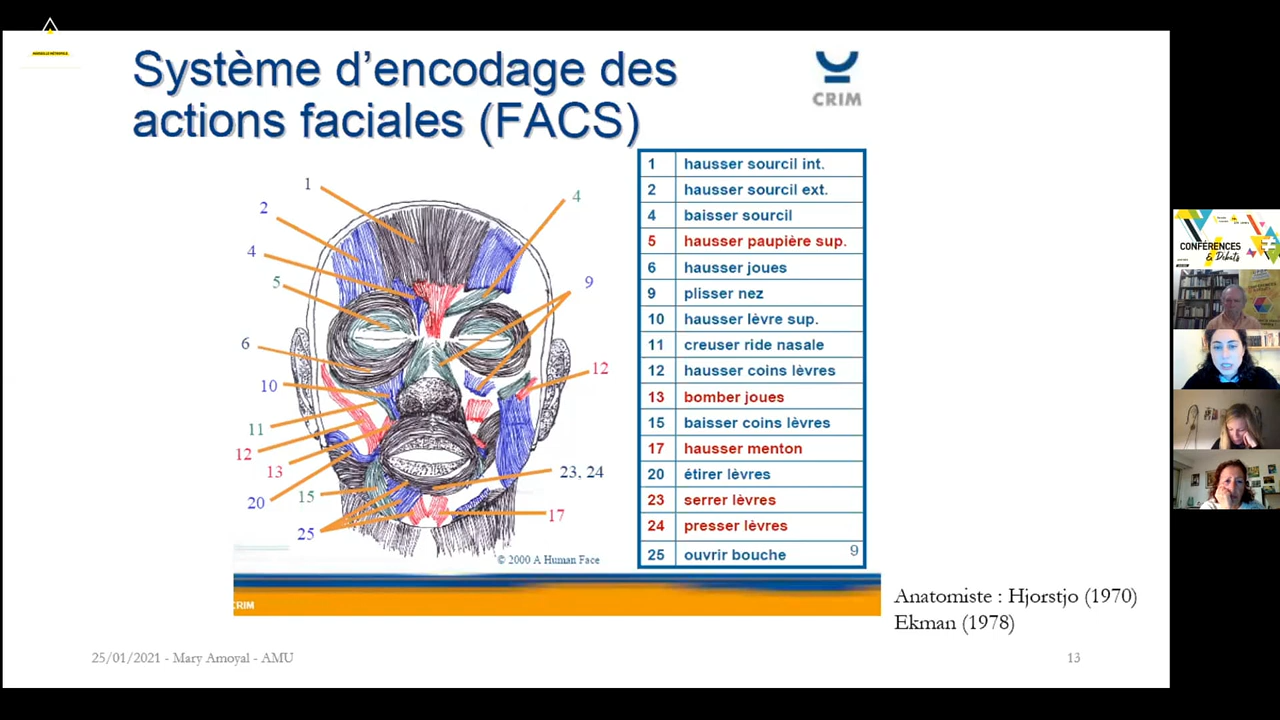 MARSEILLE MÉTROPOLE
Système d'encodage des
actions faciales (FACS)
CRIM
1
2
4
5
6
10
11
12
13
20
15
25
4
9
12
23, 24
17
© 2000 A Human Face
1 hausser sourcil int.
2 hausser sourcil ext.
4 baisser sourcil
5 hausser paupière sup.
6 hausser joues
9 plisser nez
10 hausser lèvre sup.
11 creuser ride nasale
12 hausser coins lèvres
13 bomber joues
15 baisser coins lèvres
17 hausser menton
20 étirer lèvres
23 serrer lèvres
24 presser lèvres
25 ouvrir bouche
9
CRIM
Anatomiste : Hjorstjo (1970)
Ekman (1978)
25/01/2021 - Mary Amoyal - AMU
13
CONFÉRENCES
& Débats